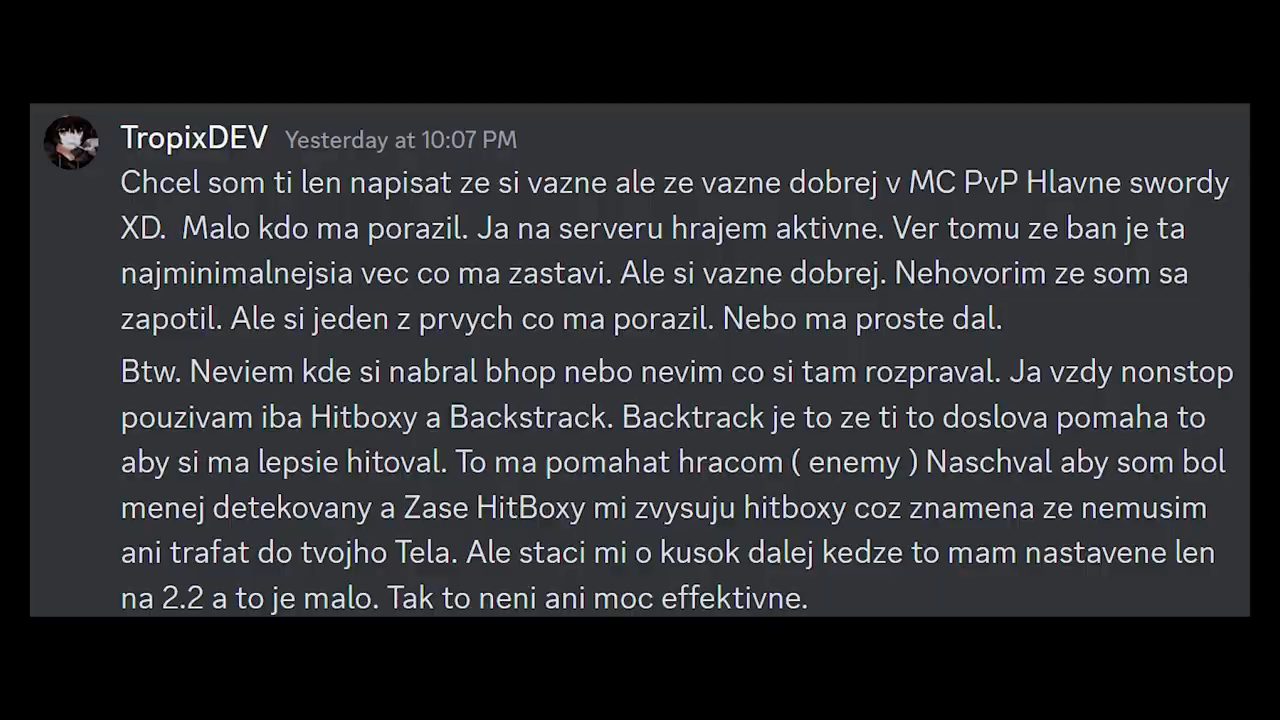 TropixDEV Yesterday at 10:07 PM
Chcel som ti len napisat ze si vazne ale ze vazne dobrej v MC PvP Hlavne swordy
XD. Malo kdo ma porazil. Ja na serveru hrajem aktivne. Ver tomu ze ban je ta
najminimalnejsia vec co ma zastavi. Ale si vazne dobrej. Nehovorim ze som sa
zapotil. Ale si jeden z prvych co ma porazil. Nebo ma proste dal.
Btw. Neviem kde si nabral bhop nebo nevim co si tam rozpraval. Ja vzdy nonstop
pouzivam iba Hitboxy a Backstrack. Backtrack je to ze ti to doslova pomaha to
aby si ma lepsie hitoval. To ma pomahat hracom ( enemy ) Naschval aby som bol
menej detekovany a Zase HitBoxy mi zvysuju hitboxy coz znamena ze nemusim
ani trafat do tvojho Tela. Ale staci mi o kusok dalej kedze to mam nastavene len
na 2.2 a to je malo. Tak to neni ani moc effektivne.